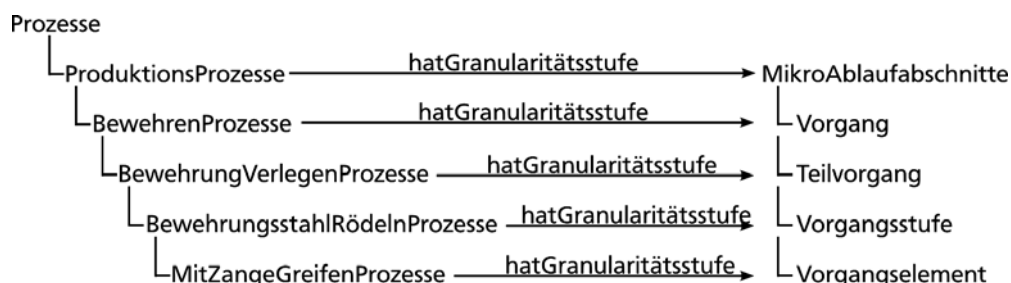 Prozesse
ProduktionsProzesse hatGranularitätsstufe MikroAblaufabschnitte
BewehrenProzesse hatGranularitätsstufe Vorgang
BewehrungVerlegenProzesse hatGranularitätsstufe Teilvorgang
BewehrungsstahlRödelnProzesse hatGranularitätsstufe Vorgangsstufe
MitZangeGreifenProzesse hatGranularitätsstufe Vorgangselement